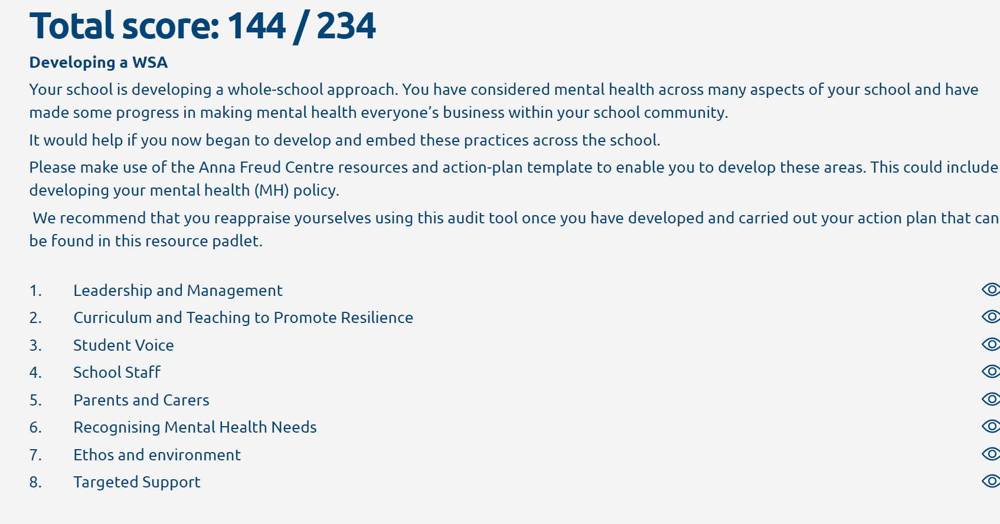 Total score: 144 / 234
Developing a WSA
Your school is developing a whole-school approach. You have considered mental health across many aspects of your school and have
made some progress in making mental health everyone’s business within your school community.
It would help if you now began to develop and embed these practices across the school.
Please make use of the Anna Freud Centre resources and action-plan template to enable you to develop these areas. This could include
developing your mental health (MH) policy.
We recommend that you reappraise yourselves using this audit tool once you have developed and carried out your action plan that can
be found in this resource padlet.
1. Leadership and Management
2. Curriculum and Teaching to Promote Resilience
3. Student Voice
4. School Staff
5. Parents and Carers
6. Recognising Mental Health Needs
7. Ethos and environment
8. Targeted Support